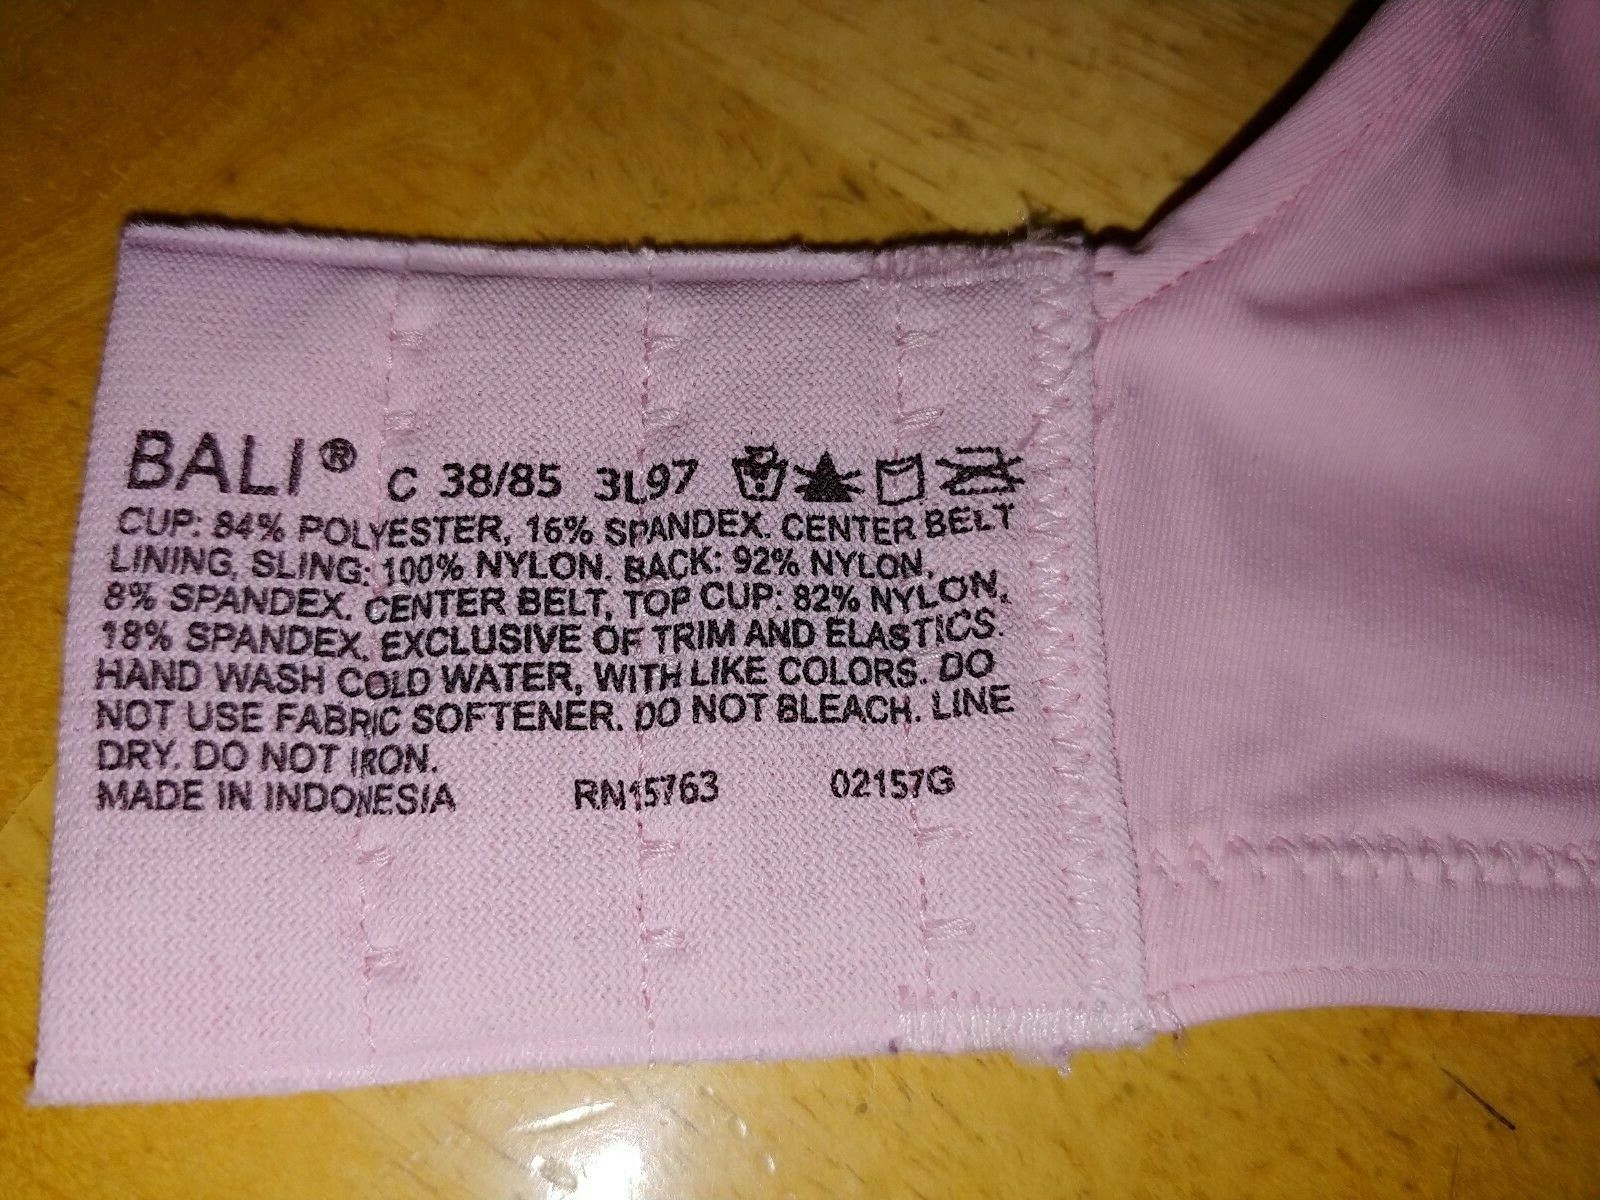 BALI® C 38/85 3L97
CUP: 84% POLYESTER, 16% SPANDEX. CENTER BELT
LINING, SLING: 100% NYLON. BACK: 92% NYLON,
8% SPANDEX. CENTER BELT, TOP CUP: 82% NYLON,
18% SPANDEX. EXCLUSIVE OF TRIM AND ELASTICS.
HAND WASH COLD WATER, WITH LIKE COLORS. DO
NOT USE FABRIC SOFTENER. DO NOT BLEACH. LINE
DRY. DO NOT IRON.
MADE IN INDONESIA RN15763 02157G